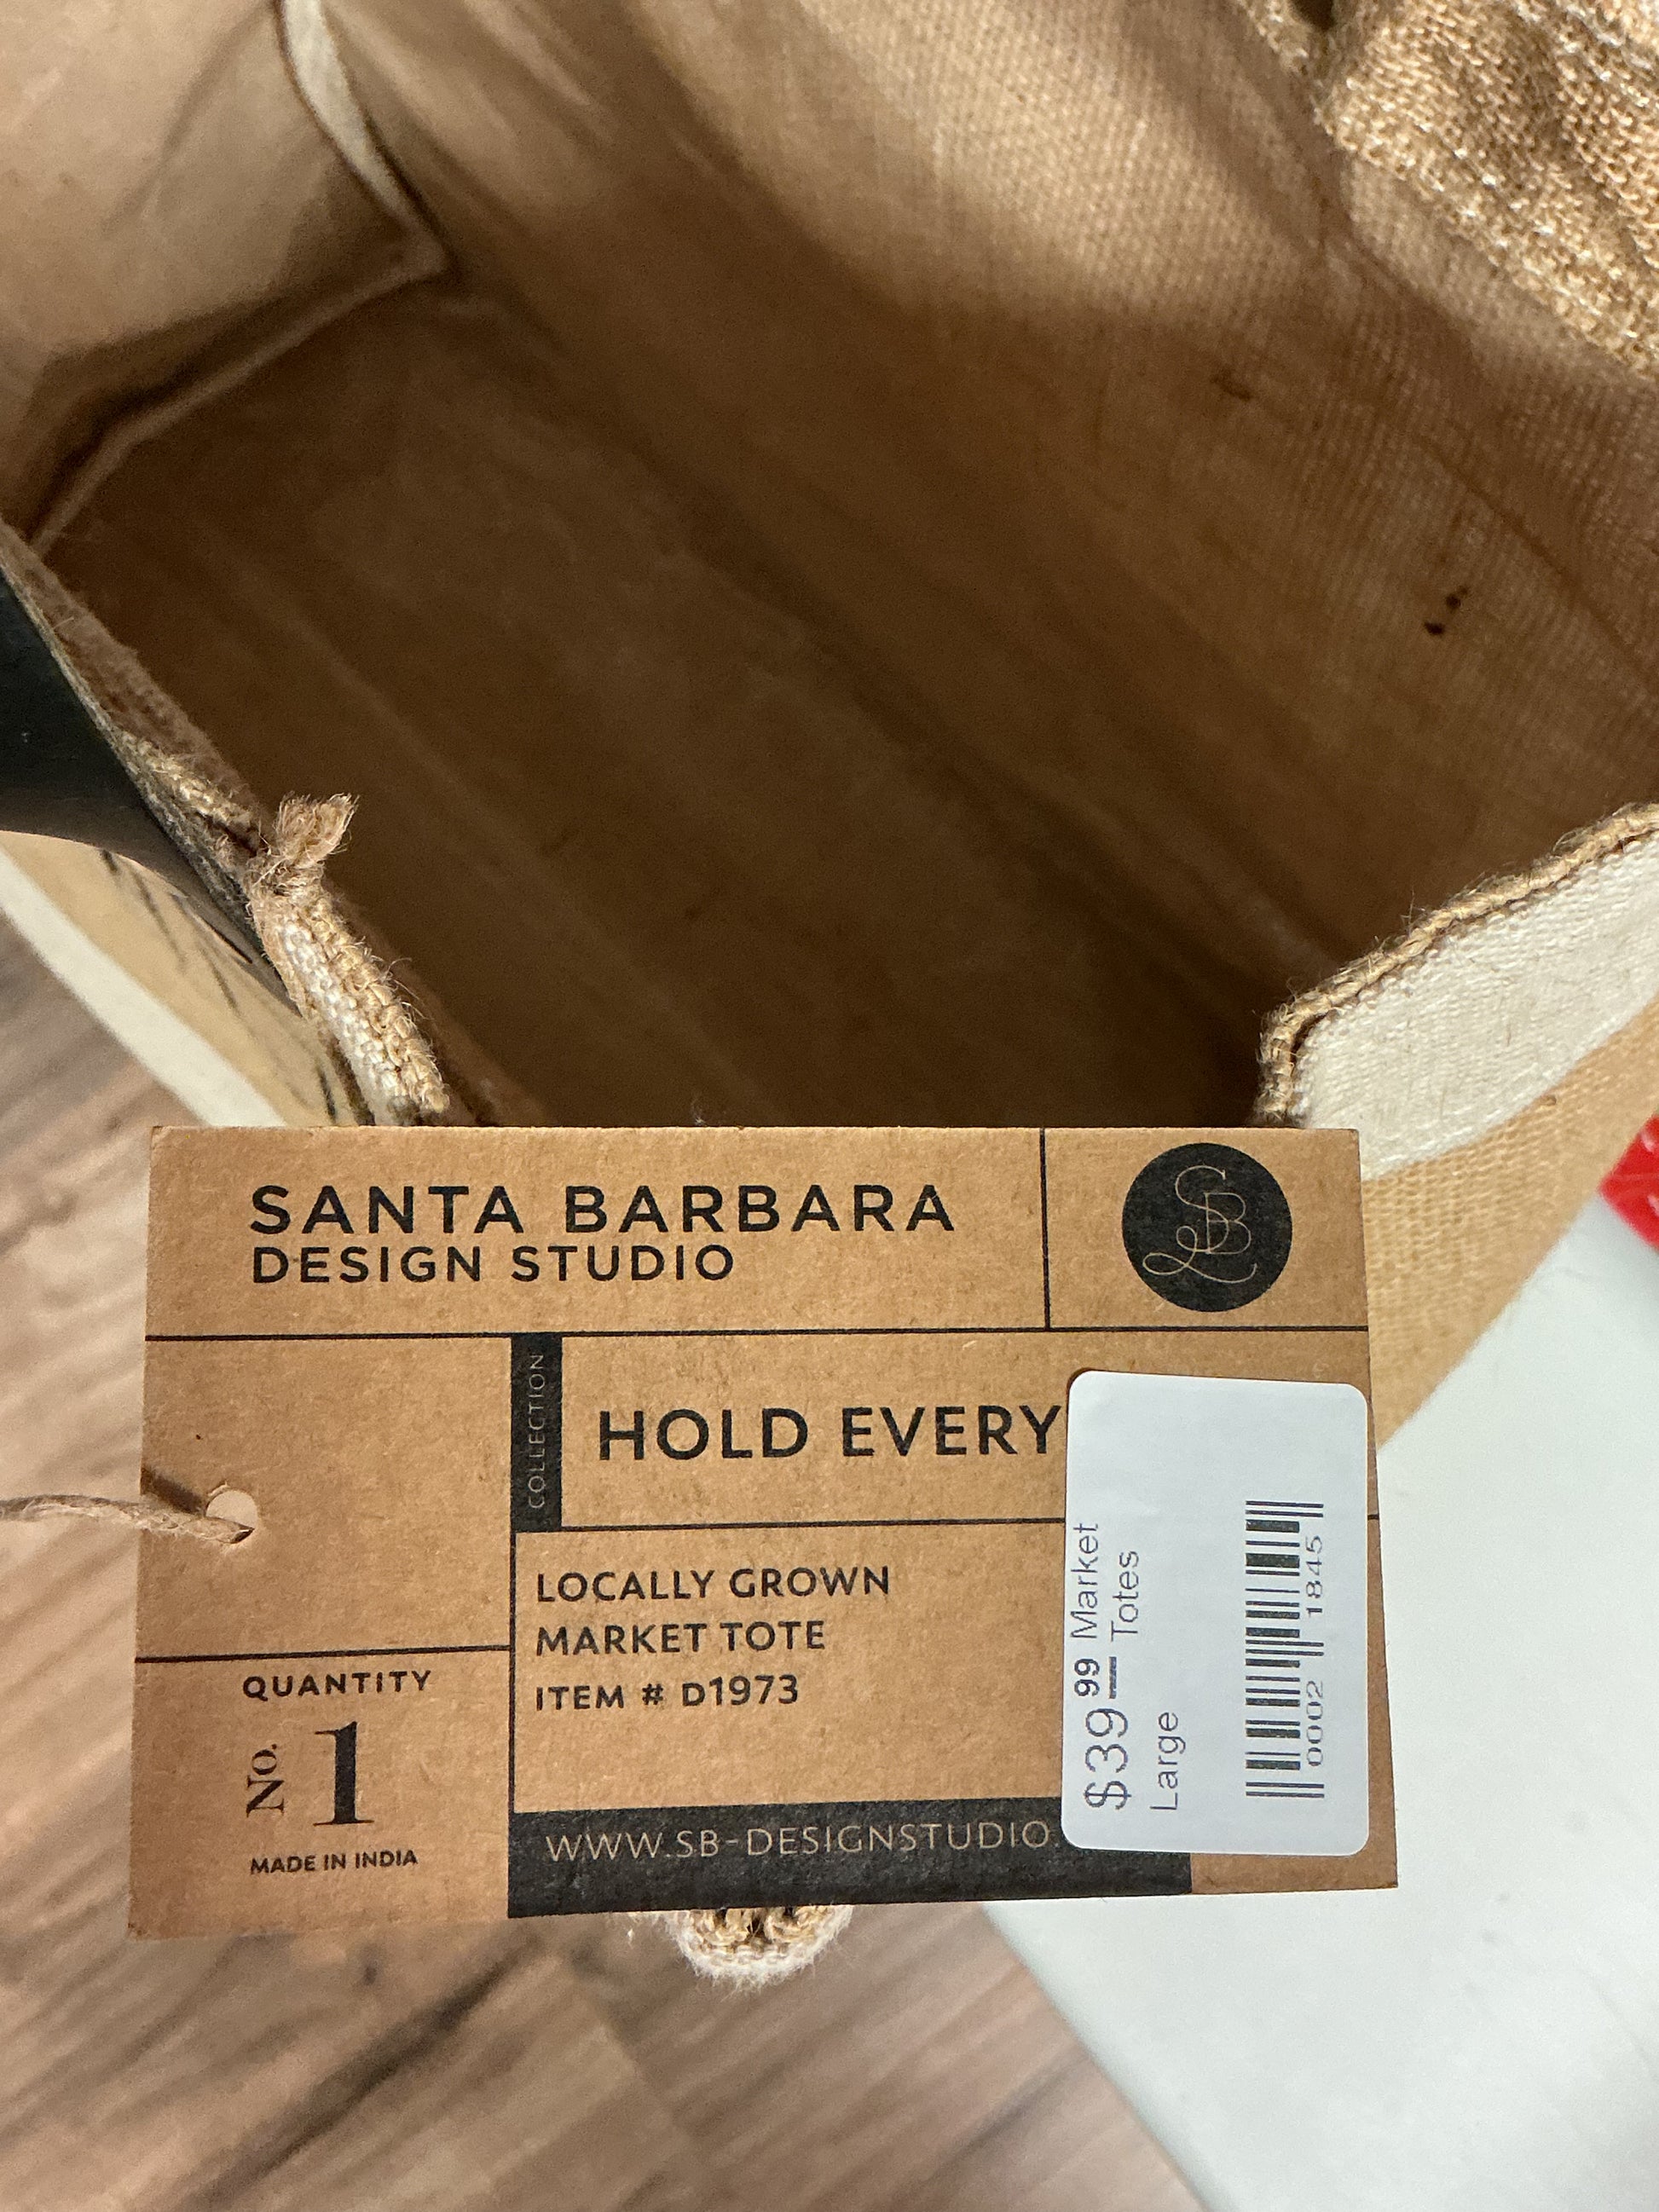 SANTA BARBARA
DESIGN STUDIO
SB
COLLECTION
HOLD EVERY
LOCALLY GROWN
MARKET TOTE
ITEM # D1973
QUANTITY
No. 1
MADE IN INDIA
WWW.SB-DESIGNSTUDIO.
$39.99 Market
Totes
Large
0002 1845